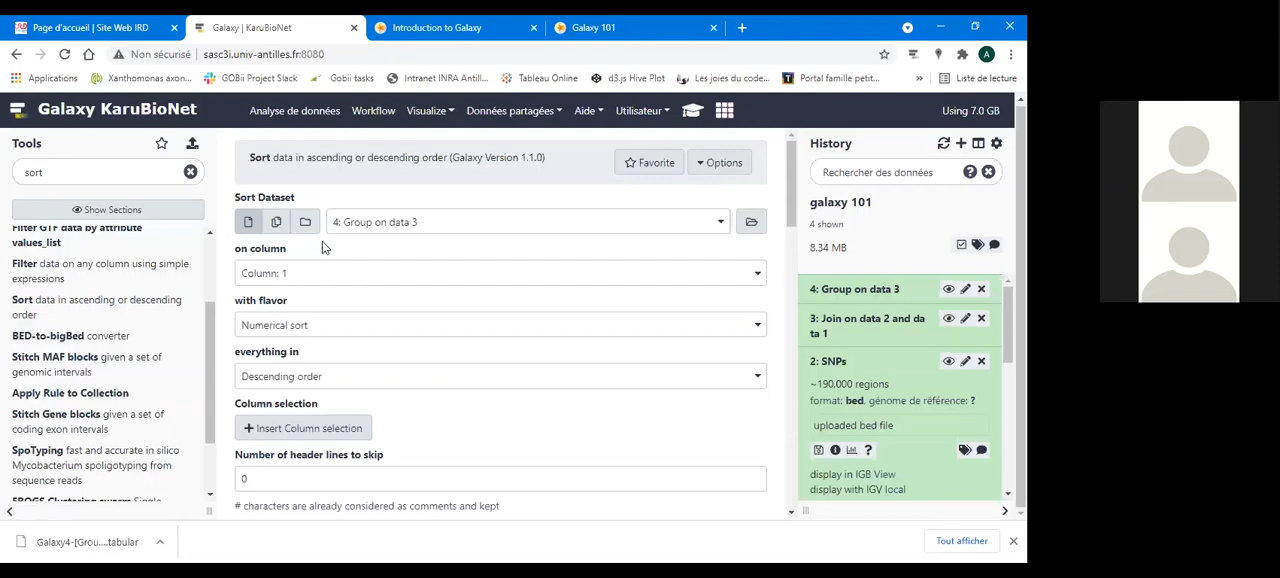 Page d'accueil | Site Web IRD
Galaxy | KaruBioNet
Introduction to Galaxy
Galaxy 101
Non sécurisé
sasc3i.univ-antilles.fr:8080
A
Applications
Xanthomonas axon...
GOBii Project Slack
Gobii tasks
Intranet INRA Antill...
Tableau Online
d3.js Hive Plot
Les joies du code...
Portail famille petit...
»
Liste de lecture
Galaxy KaruBioNet
Analyse de données
Workflow
Visualize
Données partagées
Aide
Utilisateur
Using 7.0 GB
Tools
sort
Show Sections
Filter GTF data by attribute
values_list
Filter data on any column using simple
expressions
Sort data in ascending or descending
order
BED-to-bigBed converter
Stitch MAF blocks given a set of
genomic intervals
Apply Rule to Collection
Stitch Gene blocks given a set of
coding exon intervals
SpoTyping fast and accurate in silico
Mycobacterium spoligotyping from
sequence reads
FROGS Clustering swarm Single
Sort data in ascending or descending order (Galaxy Version 1.1.0)
Favorite
Options
Sort Dataset
4: Group on data 3
on column
Column: 1
with flavor
Numerical sort
everything in
Descending order
Column selection
+ Insert Column selection
Number of header lines to skip
0
# characters are already considered as comments and kept
History
Rechercher des données
galaxy 101
4 shown
8.34 MB
4: Group on data 3
3: Join on data 2 and da
ta 1
2: SNPs
~190,000 regions
format: bed, génome de référence: ?
uploaded bed file
display in IGB View
display with IGV local
Galaxy4-[Grou....tabular
Tout afficher